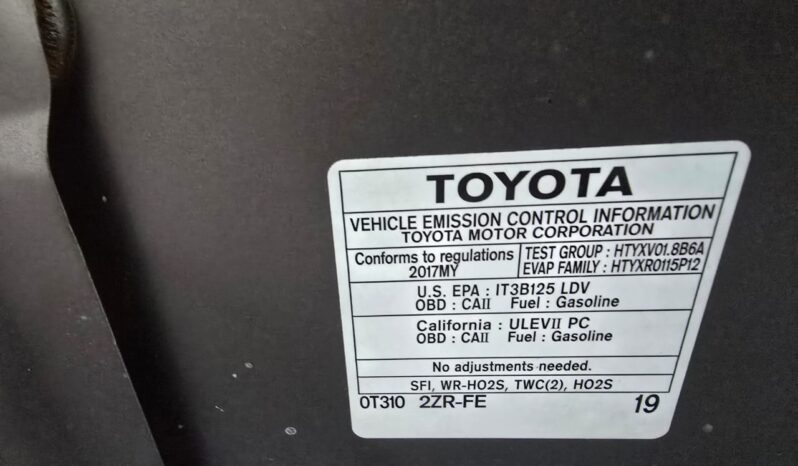 TOYOTA
VEHICLE EMISSION CONTROL INFORMATION
TOYOTA MOTOR CORPORATION
Conforms to regulations
2017MY
TEST GROUP : HTYXV01.8B6A
EVAP FAMILY : HTYXR0115P12
U.S. EPA : IT3B125 LDV
OBD : CAII Fuel : Gasoline
California : ULEVII PC
OBD : CAII Fuel : Gasoline
No adjustments needed.
SFI, WR-HO2S, TWC(2), HO2S
0T310 2ZR-FE 19